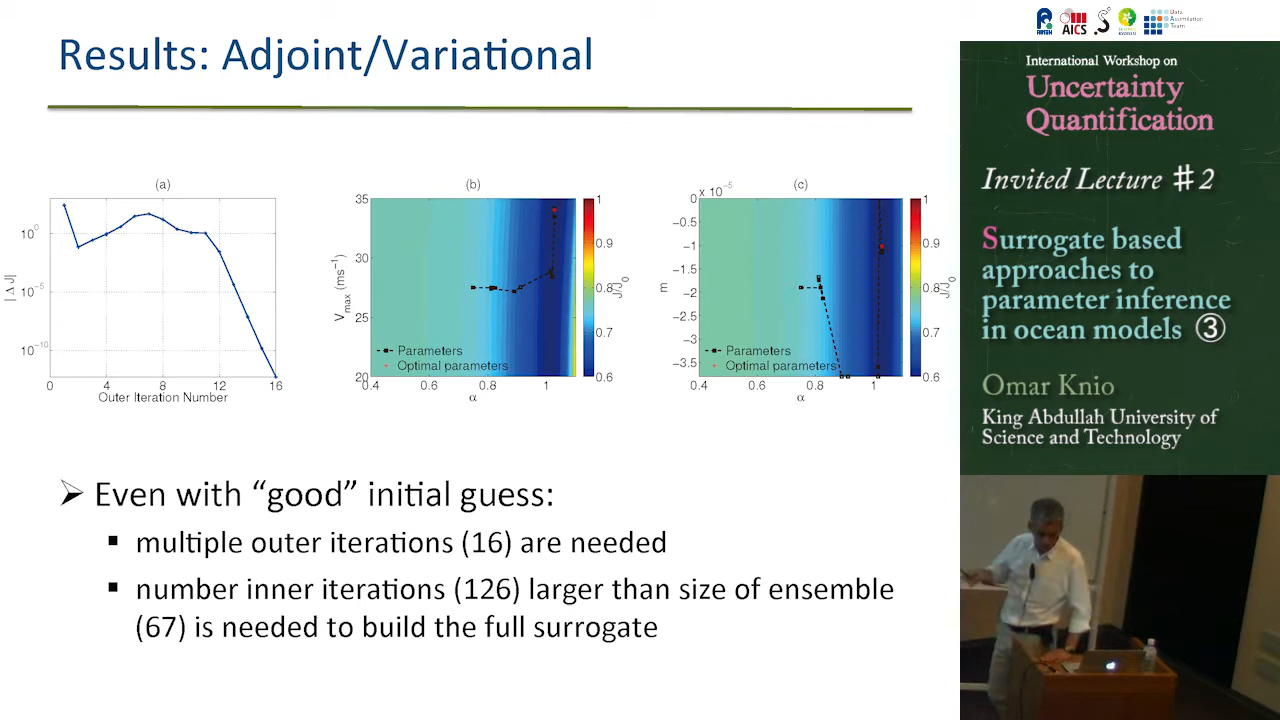 Results: Adjoint/Variational
(a)
| Δ J|
10⁰
10⁻⁵
10⁻¹⁰
0 4 8 12 16
Outer Iteration Number
(b)
V_max (ms⁻¹)
35
30
25
20
0.4 0.6 0.8 1
α
Parameters
Optimal parameters
1
0.9
0.8
0.7
0.6
J/J₀
(c)
x 10⁻⁵
m
0
−0.5
−1
−1.5
−2
−2.5
−3
−3.5
0.4 0.6 0.8 1
α
Parameters
Optimal parameters
1
0.9
0.8
0.7
0.6
J/J₀
➢ Even with “good” initial guess:
▪ multiple outer iterations (16) are needed
▪ number inner iterations (126) larger than size of ensemble
(67) is needed to build the full surrogate
AICS
Data
Assimilation
Team
International Workshop on
Uncertainty
Quantification
Invited Lecture #2
Surrogate based
approaches to
parameter inference
in ocean models ③
Omar Knio
King Abdullah University of
Science and Technology